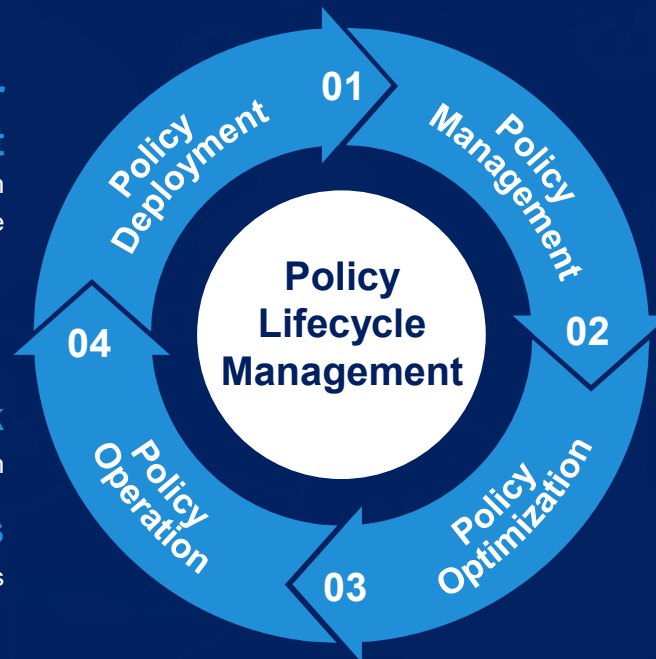 01
Policy
Deployment
Policy
Management
02
Policy
Lifecycle
Management
04
Policy
Operation
03
Policy
Optimization